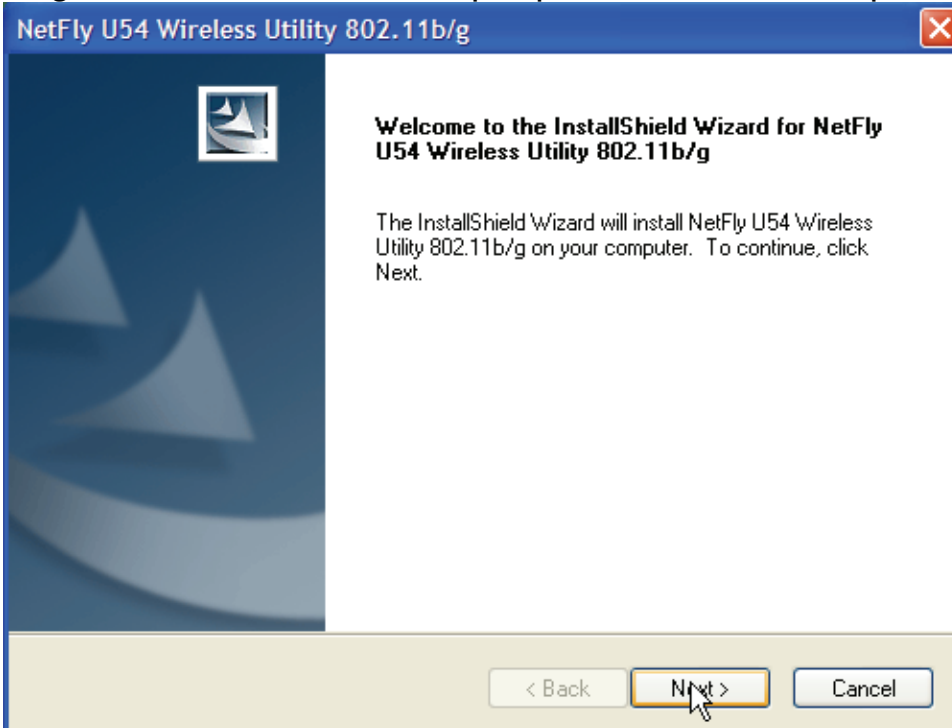 NetFly U54 Wireless Utility 802.11b/g
Welcome to the InstallShield Wizard for NetFly
U54 Wireless Utility 802.11b/g
The InstallShield Wizard will install NetFly U54 Wireless
Utility 802.11b/g on your computer. To continue, click
Next.
< Back Next > Cancel